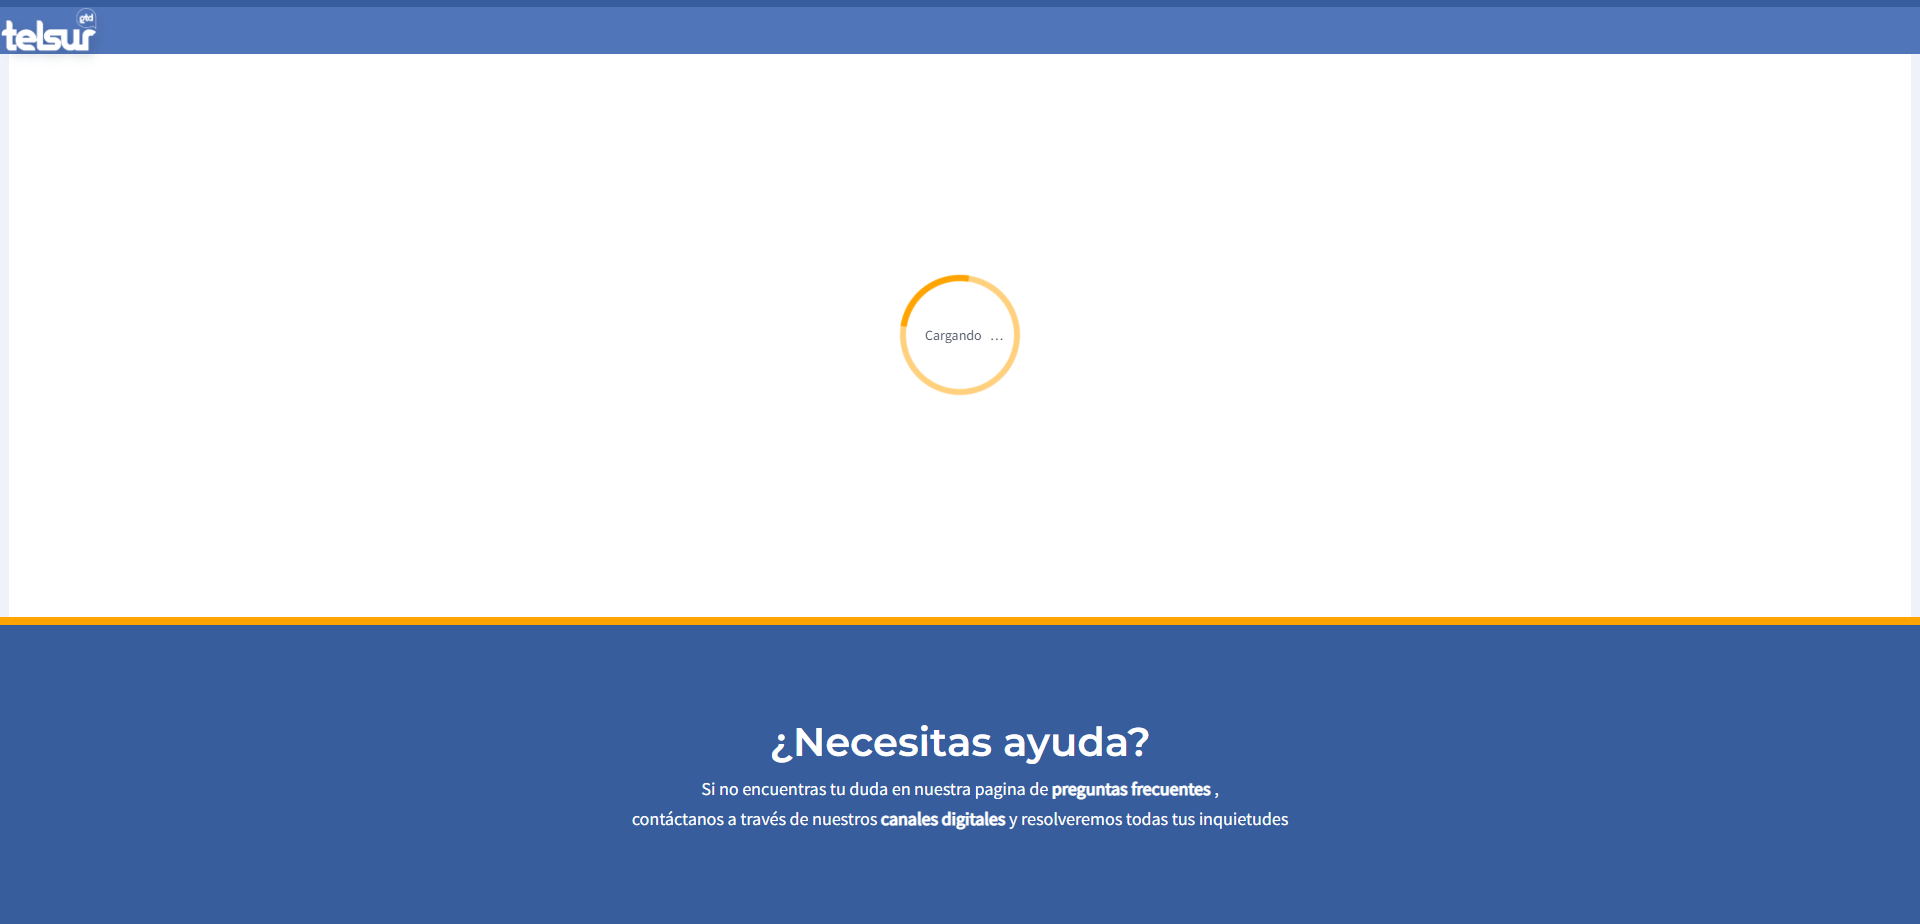 gtd
telsur
Cargando ...
¿Necesitas ayuda?
Si no encuentras tu duda en nuestra pagina de preguntas frecuentes ,
contáctanos a través de nuestros canales digitales y resolveremos todas tus inquietudes